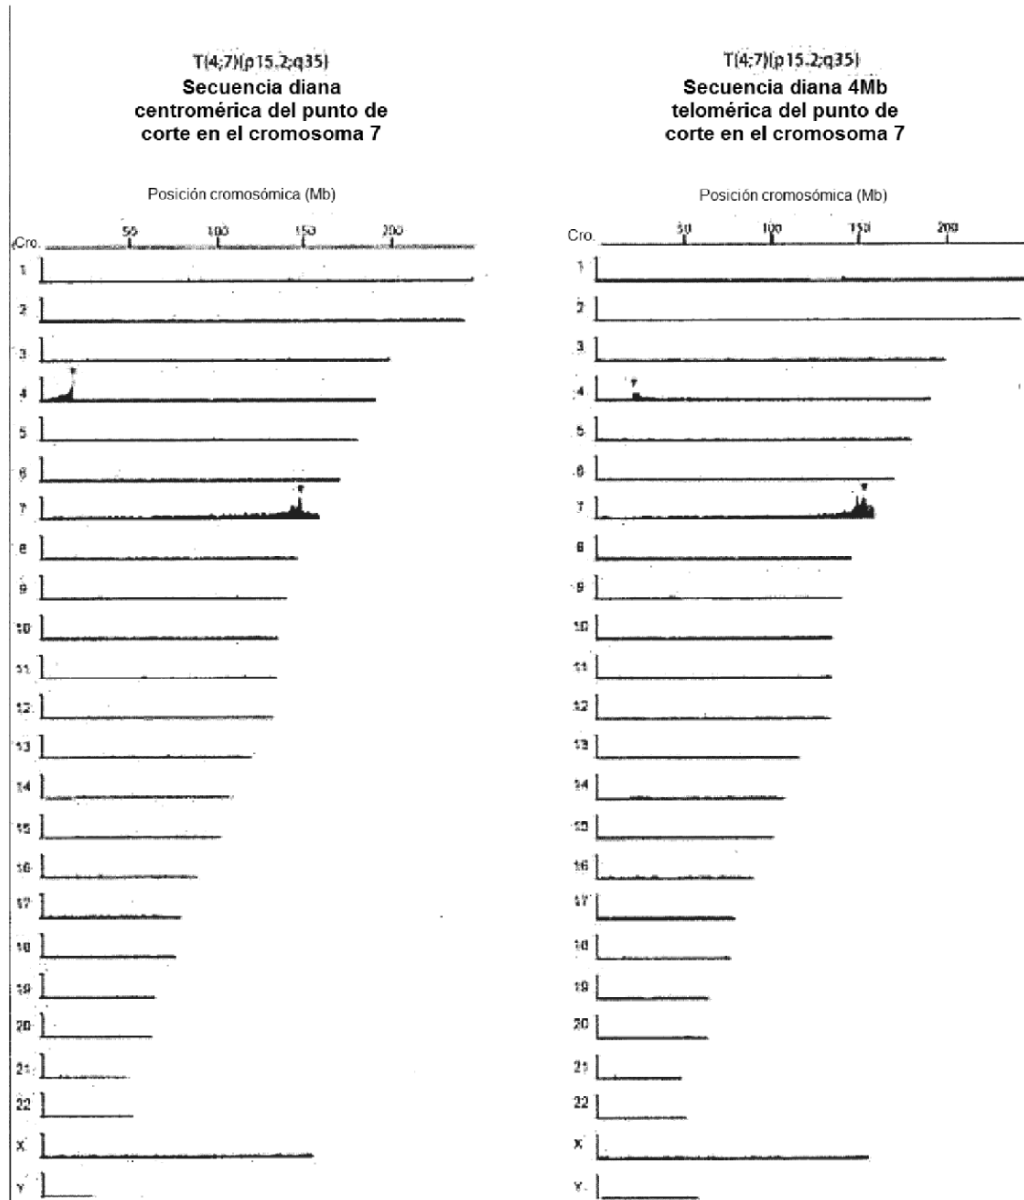 T(4;7)(p15.2;q35)
Secuencia diana
centromérica del punto de
corte en el cromosoma 7
Posición cromosómica (Mb)
Cro. 50 100 150 200
1
2
3
4
5
6
7
8
9
10
11
12
13
14
15
16
17
18
19
20
21
22
X
Y
T(4;7)(p15.2;q35)
Secuencia diana 4Mb
telomérica del punto de
corte en el cromosoma 7
Posición cromosómica (Mb)
Cro. 50 100 150 200
1
2
3
4
5
6
7
8
9
10
11
12
13
14
15
16
17
18
19
20
21
22
X
Y